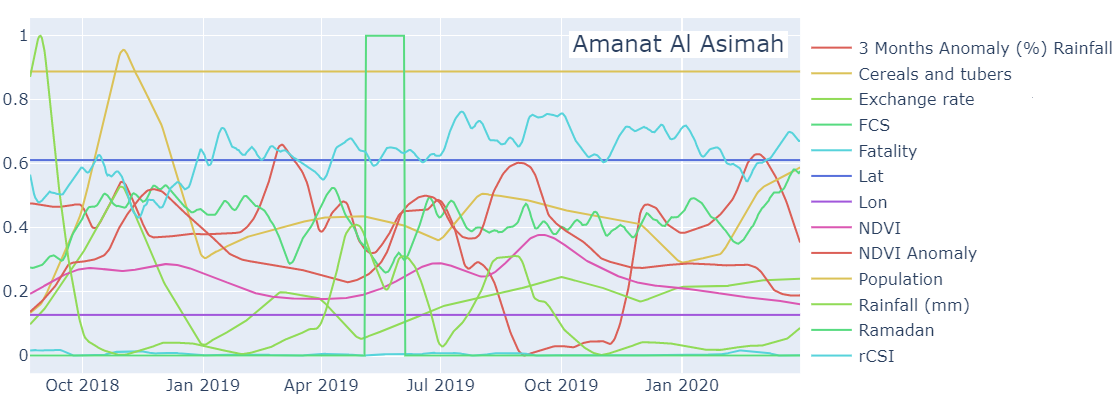 Amanat Al Asimah
1
0.8
0.6
0.4
0.2
0
Oct 2018
Jan 2019
Apr 2019
Jul 2019
Oct 2019
Jan 2020
3 Months Anomaly (%) Rainfall
Cereals and tubers
Exchange rate
FCS
Fatality
Lat
Lon
NDVI
NDVI Anomaly
Population
Rainfall (mm)
Ramadan
rCSI